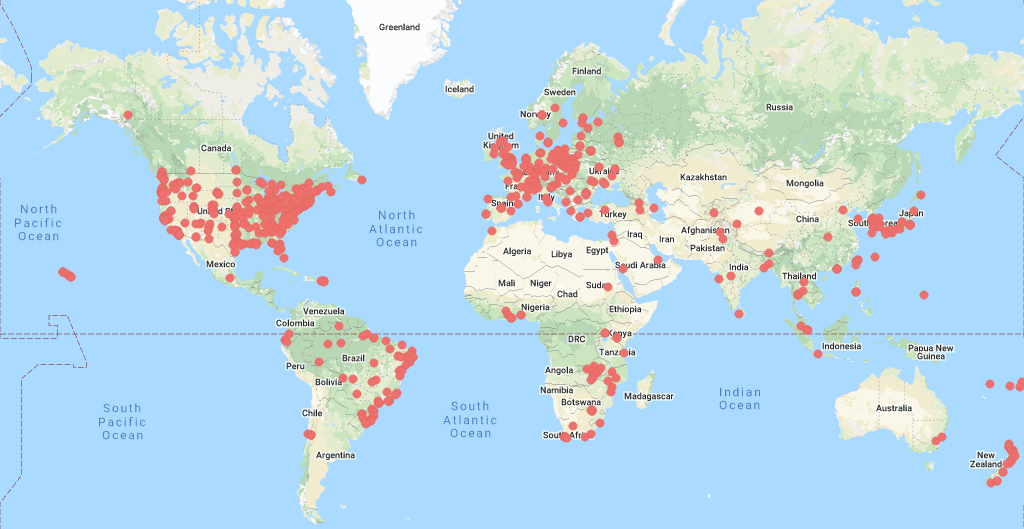 Greenland
Iceland
Finland
Sweden
Norway
Russia
United
Kingdom
Canada
Ukraine
Kazakhstan
Mongolia
North
Pacific
Ocean
North
Atlantic
Ocean
United St
Fra
Spain
Italy
Turkey
China
Japan
South Korea
Afghanistan
Iraq
Iran
Pakistan
Algeria
Libya
Egypt
Saudi Arabia
India
Mexico
Mali
Niger
Chad
Sudan
Thailand
Nigeria
Ethiopia
Venezuela
Colombia
DRC
Kenya
Indonesia
Papua New
Guinea
Tanzania
Brazil
Peru
Angola
Bolivia
Namibia
Botswana
Madagascar
Indian
Ocean
South
Pacific
Ocean
South
Atlantic
Ocean
Australia
Chile
South Africa
Argentina
New
Zealand